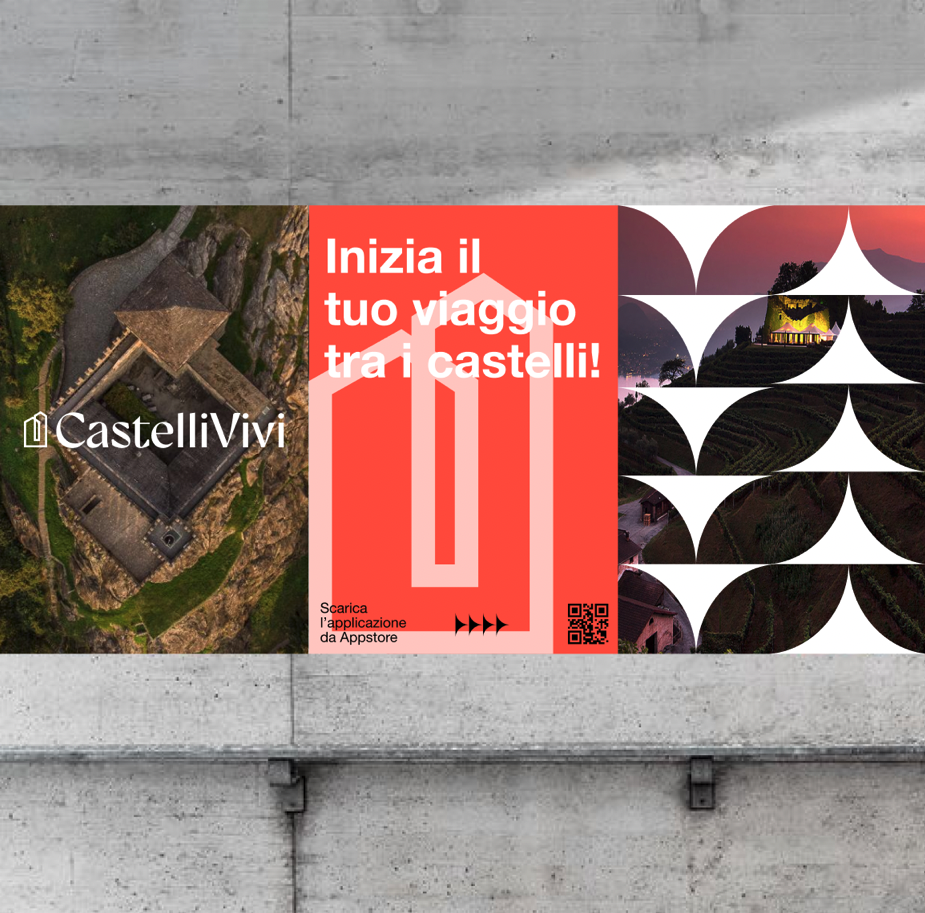 CastelliVivi
Inizia il
tuo viaggio
tra i castelli!
Scarica
l'applicazione
da Appstore